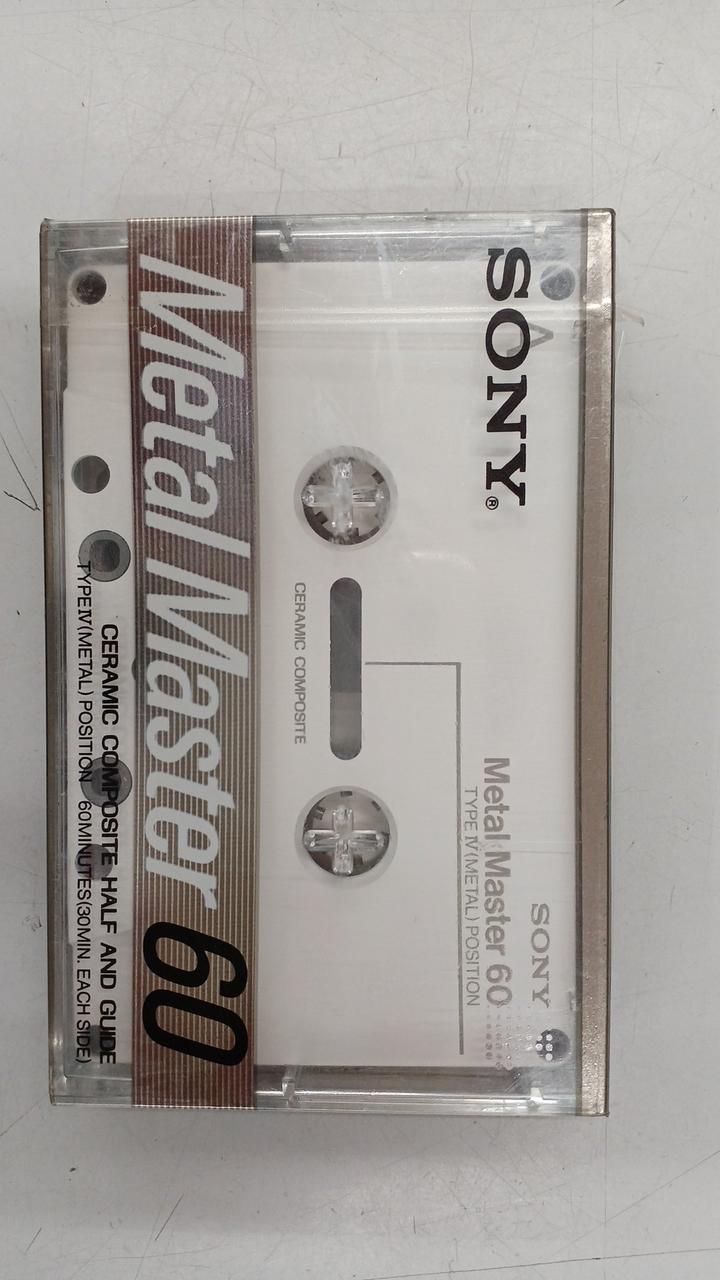 SONY®
A
SONY
Metal Master 60
TYPE IV (METAL) POSITION
CERAMIC COMPOSITE
Metal Master 60
CERAMIC COMPOSITE HALF AND GUIDE
TYPE IV (METAL) POSITION 60MINUTES(30MIN. EACH SIDE)